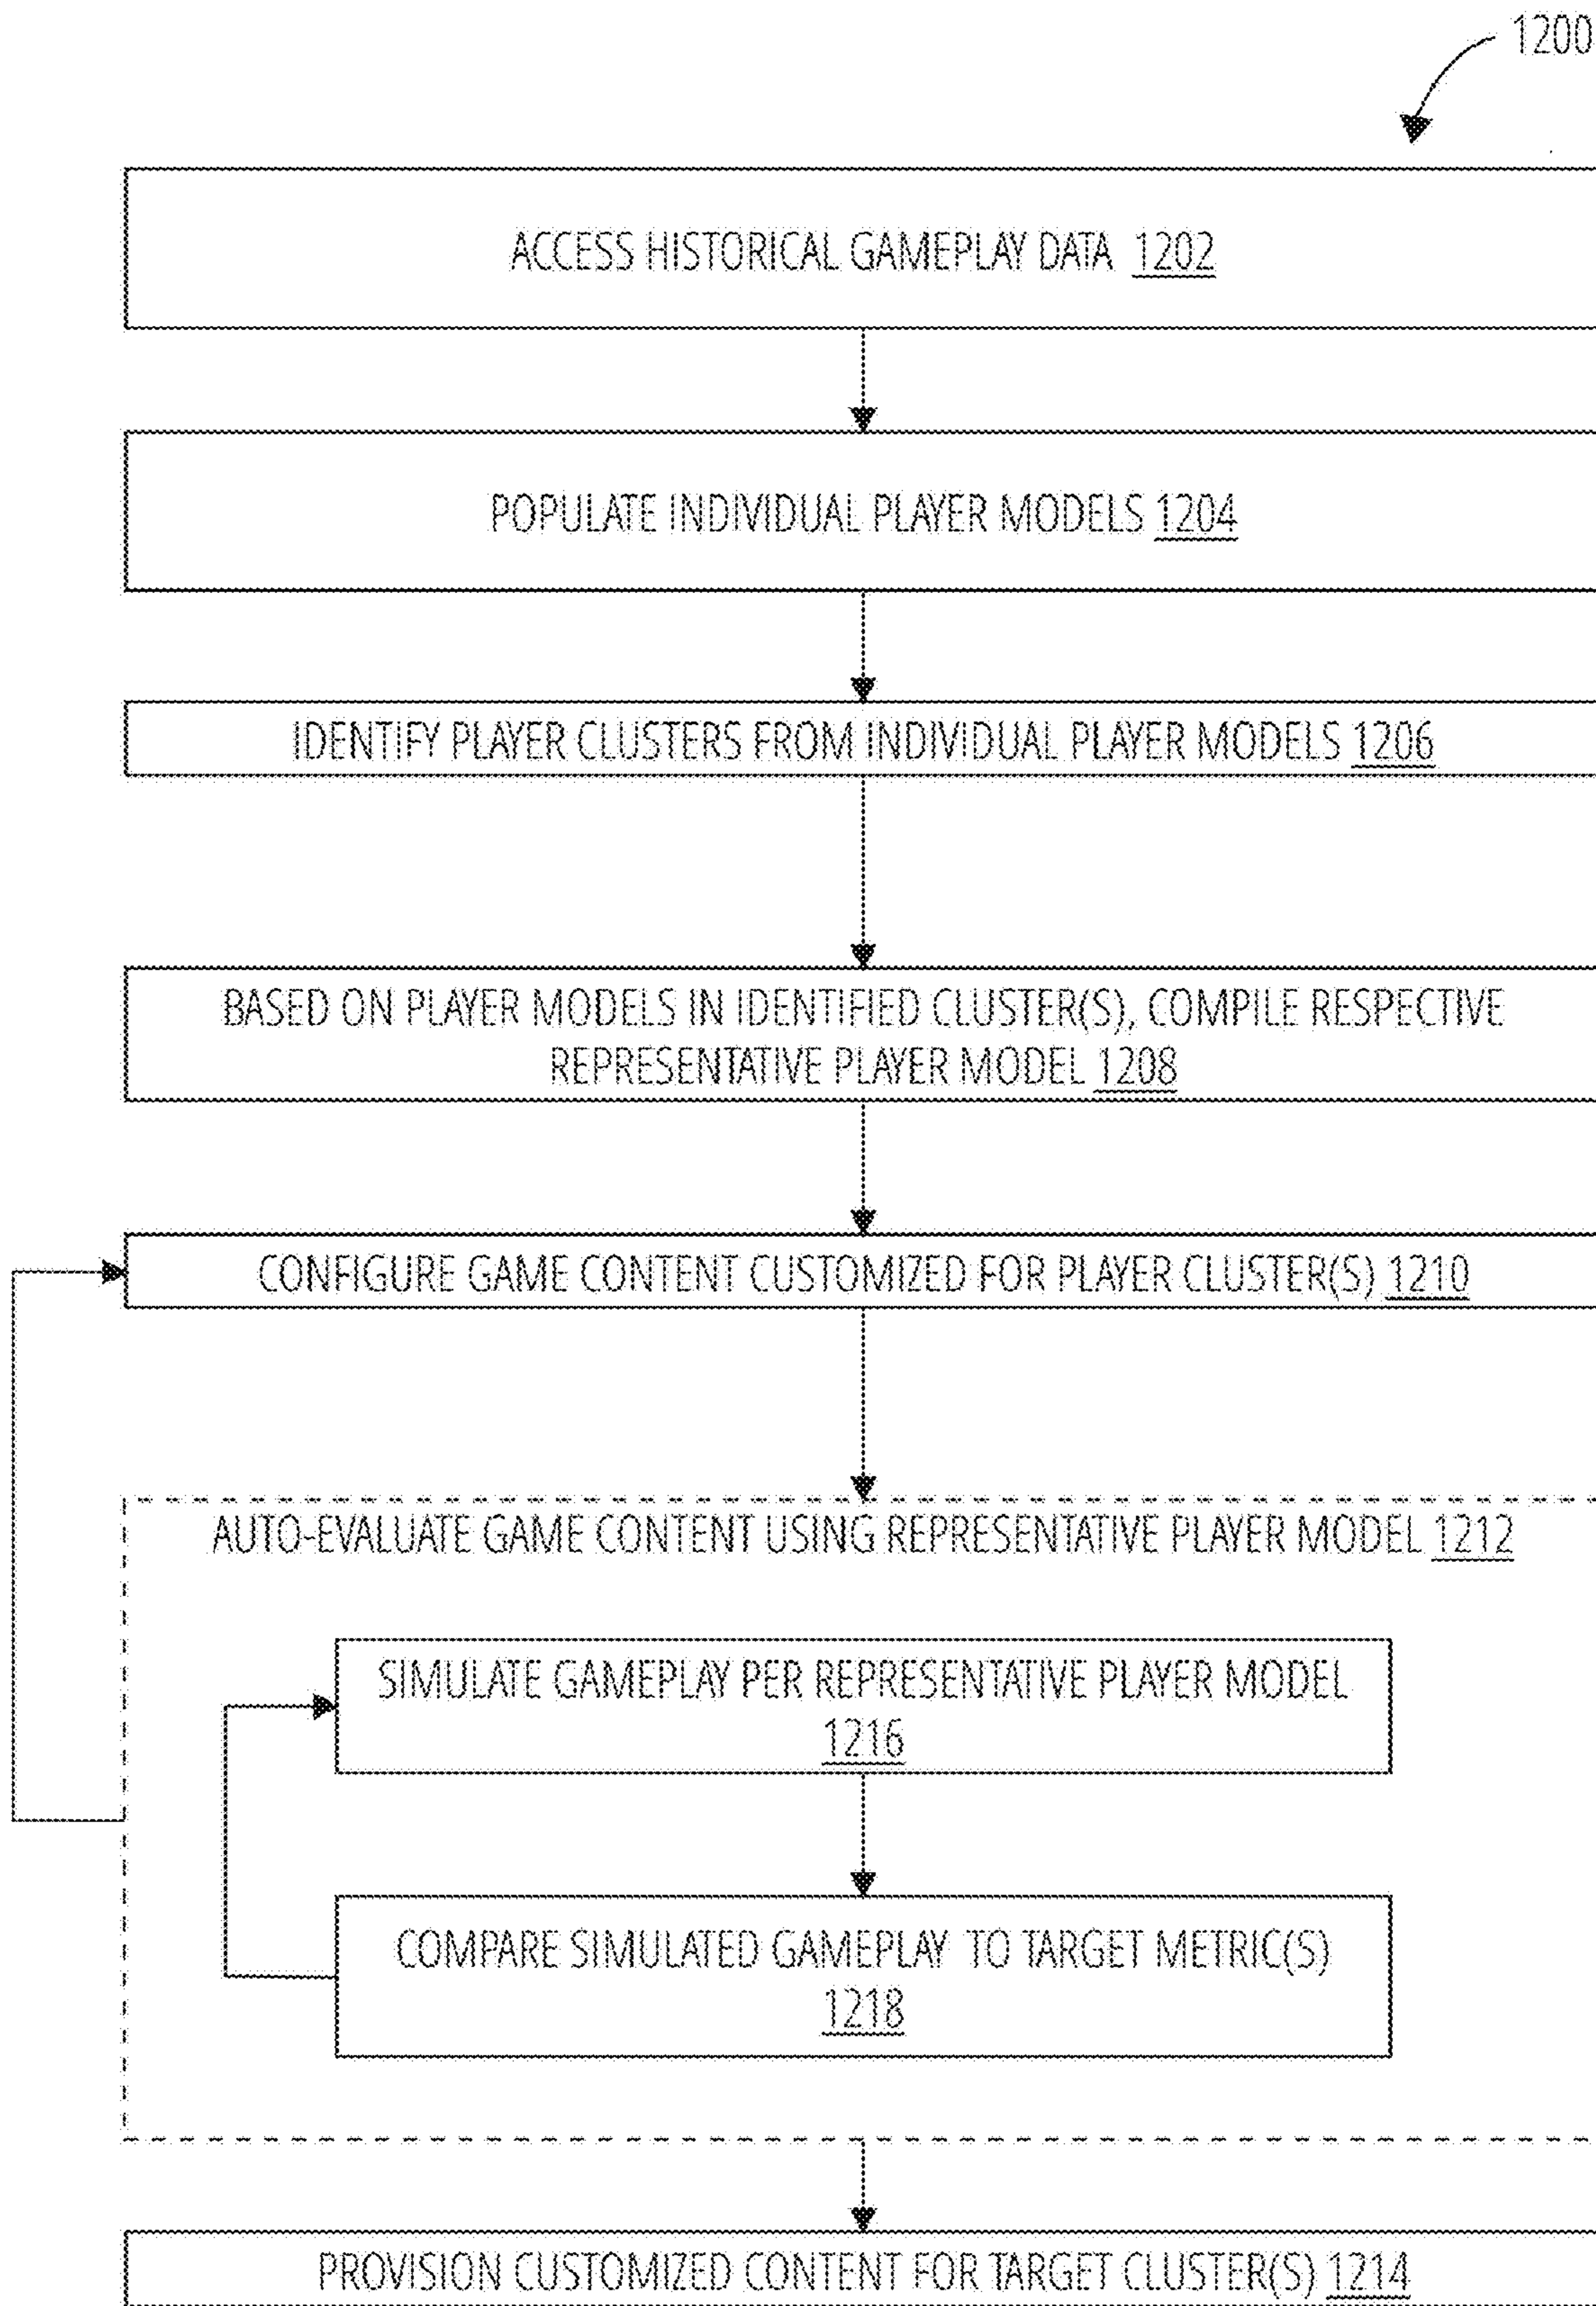 1200
ACCESS HISTORICAL GAMEPLAY DATA 1202
POPULATE INDIVIDUAL PLAYER MODELS 1204
IDENTIFY PLAYER CLUSTERS FROM INDIVIDUAL PLAYER MODELS 1206
BASED ON PLAYER MODELS IN IDENTIFIED CLUSTER(S), COMPILE RESPECTIVE
REPRESENTATIVE PLAYER MODEL 1208
CONFIGURE GAME CONTENT CUSTOMIZED FOR PLAYER CLUSTER(S) 1210
AUTO-EVALUATE GAME CONTENT USING REPRESENTATIVE PLAYER MODEL 1212
SIMULATE GAMEPLAY PER REPRESENTATIVE PLAYER MODEL
1216
COMPARE SIMULATED GAMEPLAY TO TARGET METRIC(S)
1218
PROVISION CUSTOMIZED CONTENT FOR TARGET CLUSTER(S) 1214